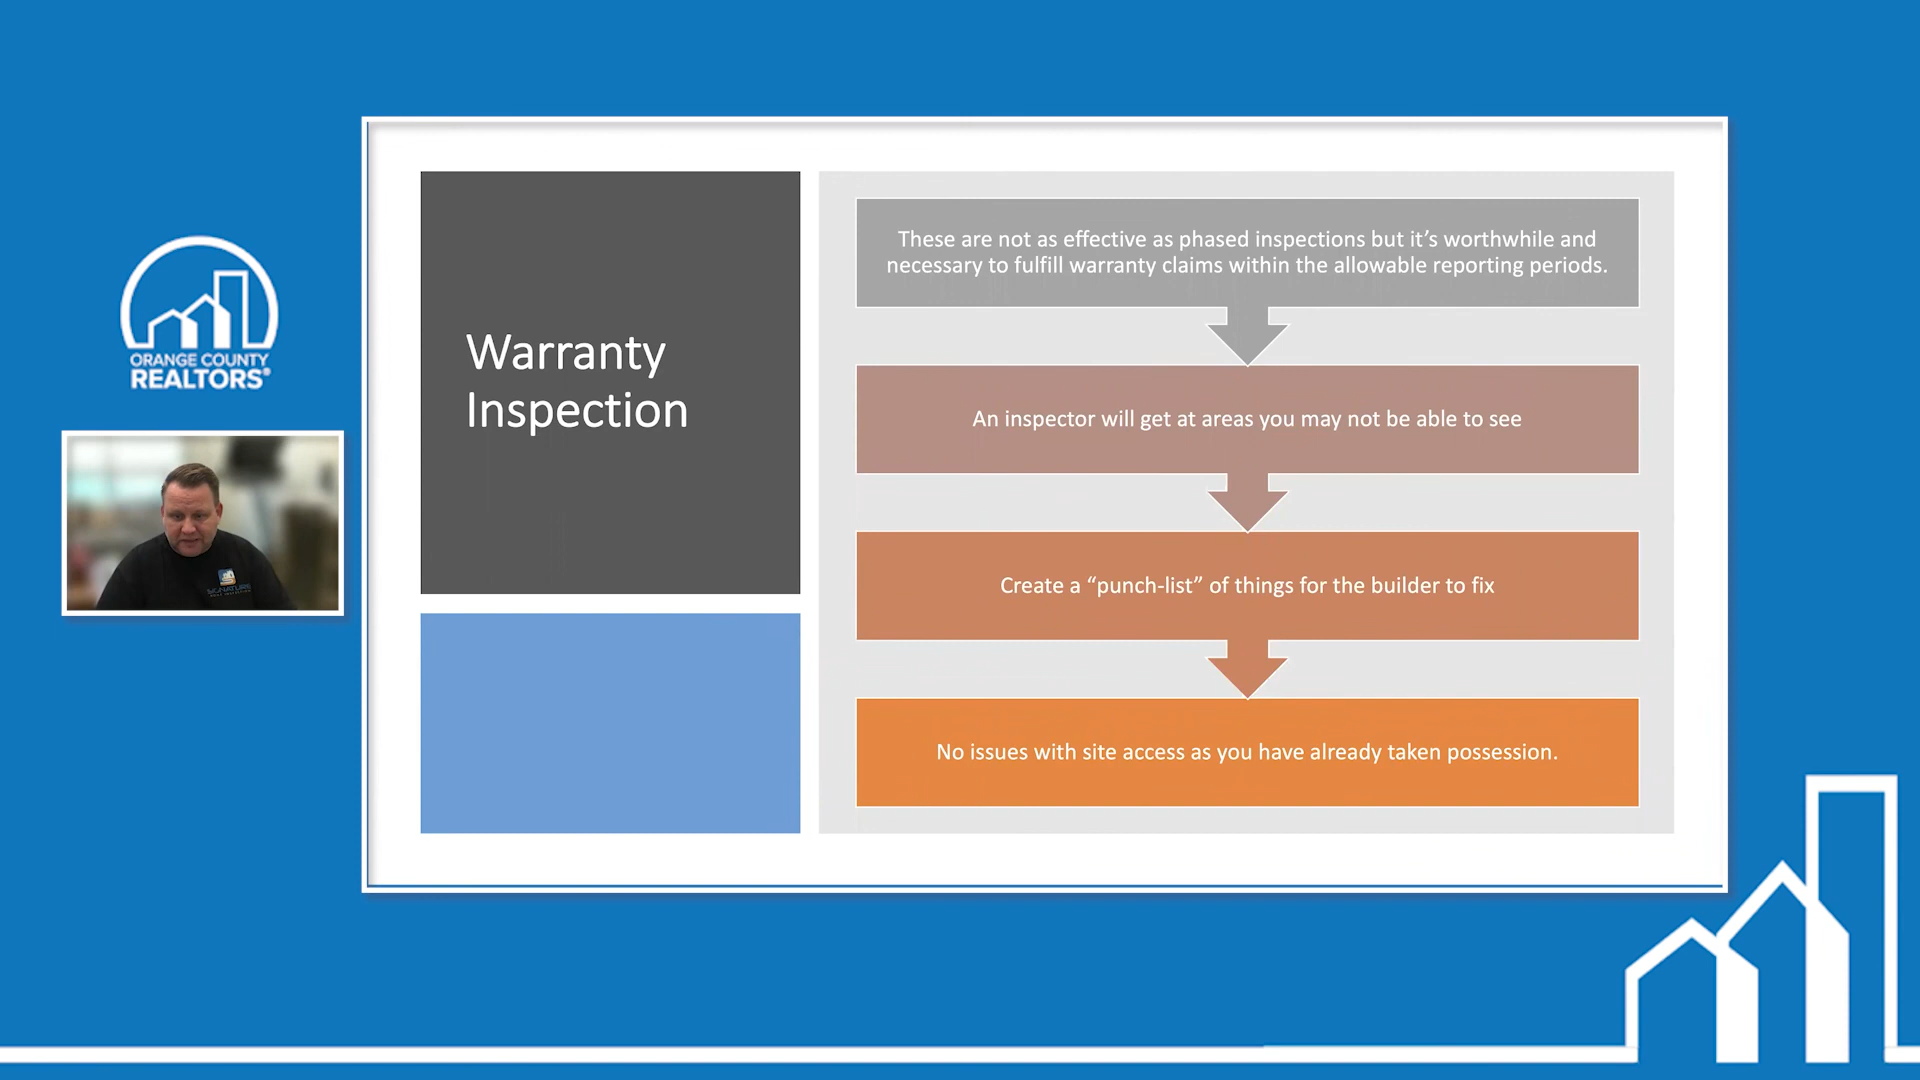 ORANGE COUNTY
REALTORS®
Warranty
Inspection
These are not as effective as phased inspections but it’s worthwhile and
necessary to fulfill warranty claims within the allowable reporting periods.
An inspector will get at areas you may not be able to see
Create a “punch-list” of things for the builder to fix
No issues with site access as you have already taken possession.